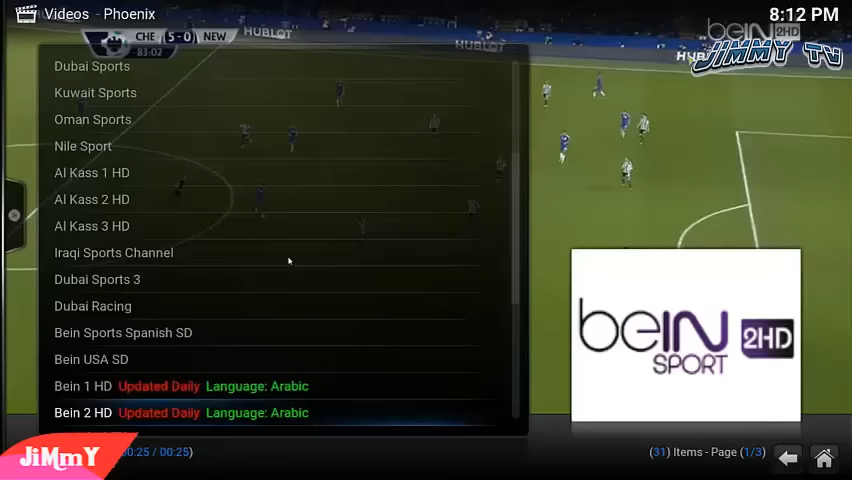 Videos - Phoenix
8:12 PM
CHE 5-0 NEW
83:02
HUBLOT
HUBLOT
beIN 2HD
JIMMY TV
Dubai Sports
Kuwait Sports
Oman Sports
Nile Sport
Al Kass 1 HD
Al Kass 2 HD
Al Kass 3 HD
Iraqi Sports Channel
Dubai Sports 3
Dubai Racing
Bein Sports Spanish SD
Bein USA SD
Bein 1 HD Updated Daily Language: Arabic
Bein 2 HD Updated Daily Language: Arabic
beIN
SPORT
2HD
JiMmY
00:25 / 00:25)
(31) Items - Page (1/3)